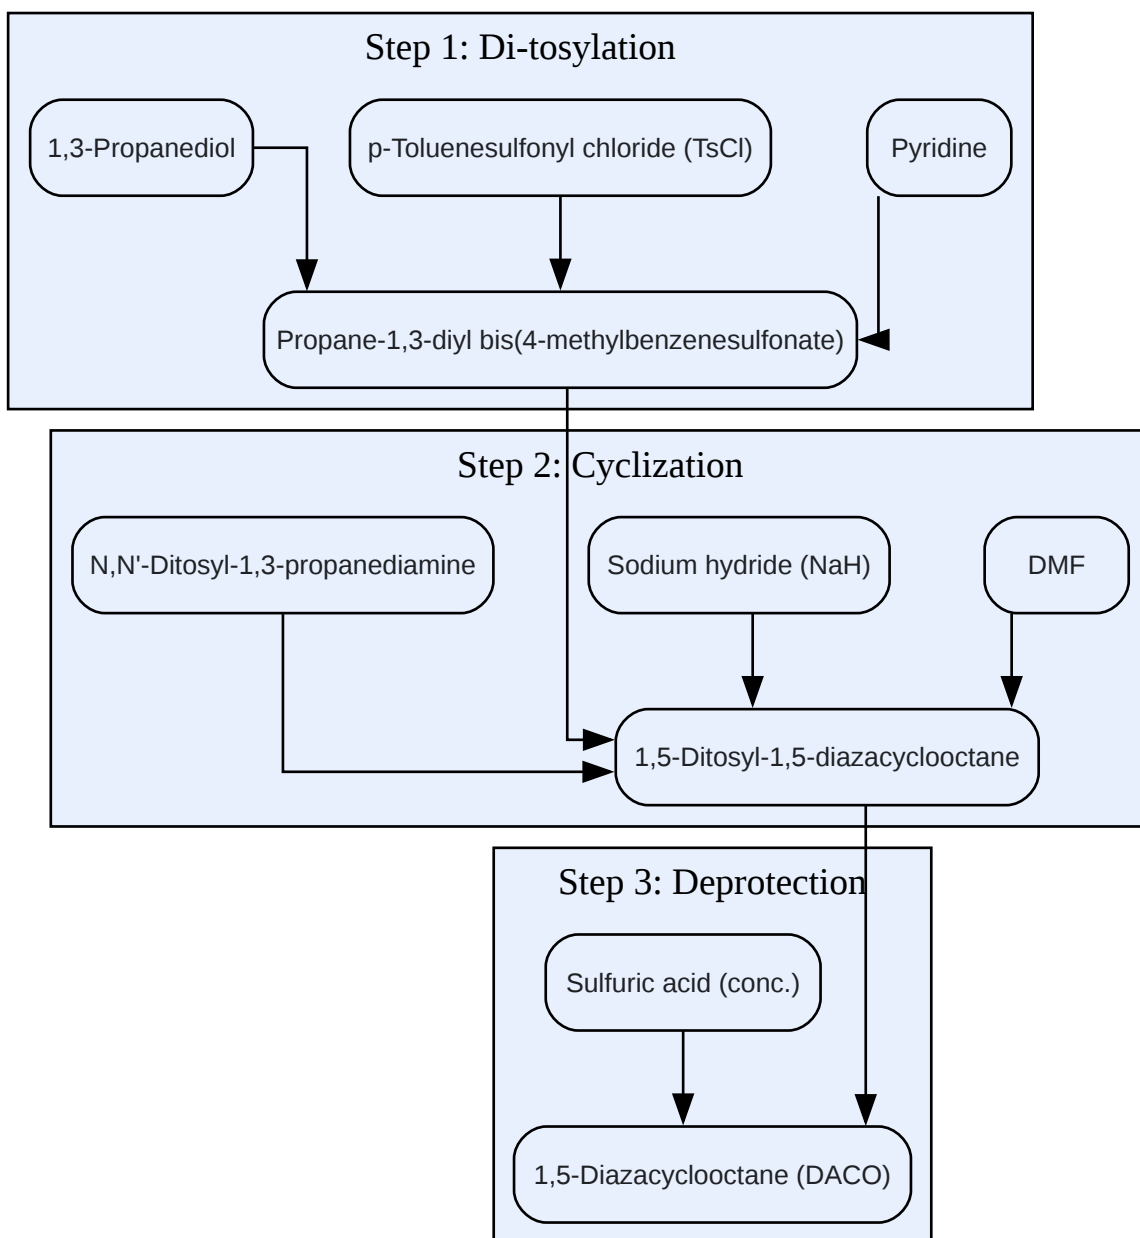 Step 1: Di-tosylation
1,3-Propanediol
p-Toluenesulfonyl chloride (TsCl)
Pyridine
Propane-1,3-diyl bis(4-methylbenzenesulfonate)
Step 2: Cyclization
N,N'-Ditosyl-1,3-propanediamine
Sodium hydride (NaH)
DMF
1,5-Ditosyl-1,5-diazacyclooctane
Step 3: Deprotection
Sulfuric acid (conc.)
1,5-Diazacyclooctane (DACO)